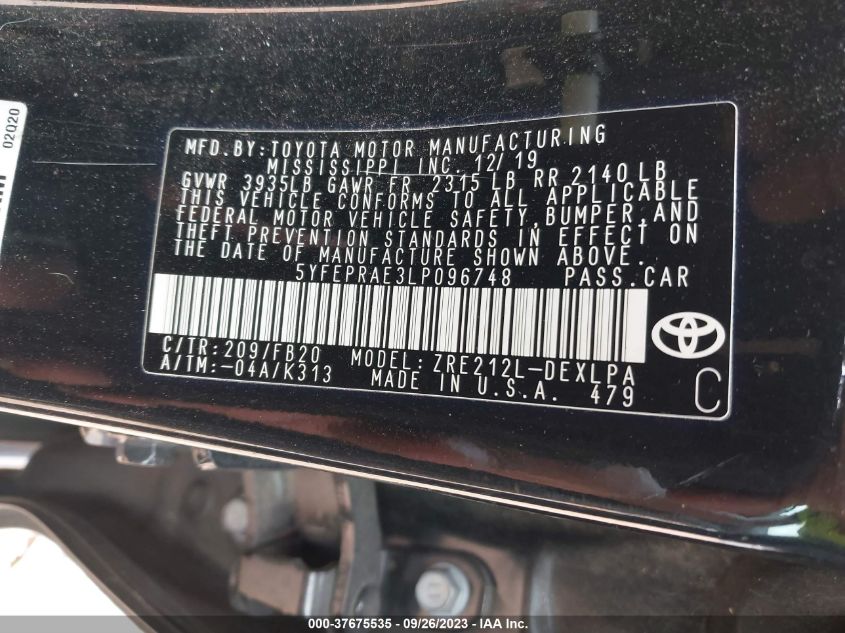 02Q20
MFD.BY:TOYOTA MOTOR MANUFACTURING
MISSISSIPPI INC. 12/19
GVWR 3935LB GAWR FR 2315 LB RR 2140 LB
THIS VEHICLE CONFORMS TO ALL APPLICABLE
FEDERAL MOTOR VEHICLE SAFETY, BUMPER, AND
THEFT PREVENTION STANDARDS IN EFFECT ON
THE DATE OF MANUFACTURE SHOWN ABOVE.
5YFEPRAE3LP096748 PASS.CAR
C/TR:209/FB20 MODEL:ZRE212L-DEXLPA
A/TM:-04A/K313 MADE IN U.S.A. 479
C
000-37675535 - 09/26/2023 - Copyright IAA, Inc.